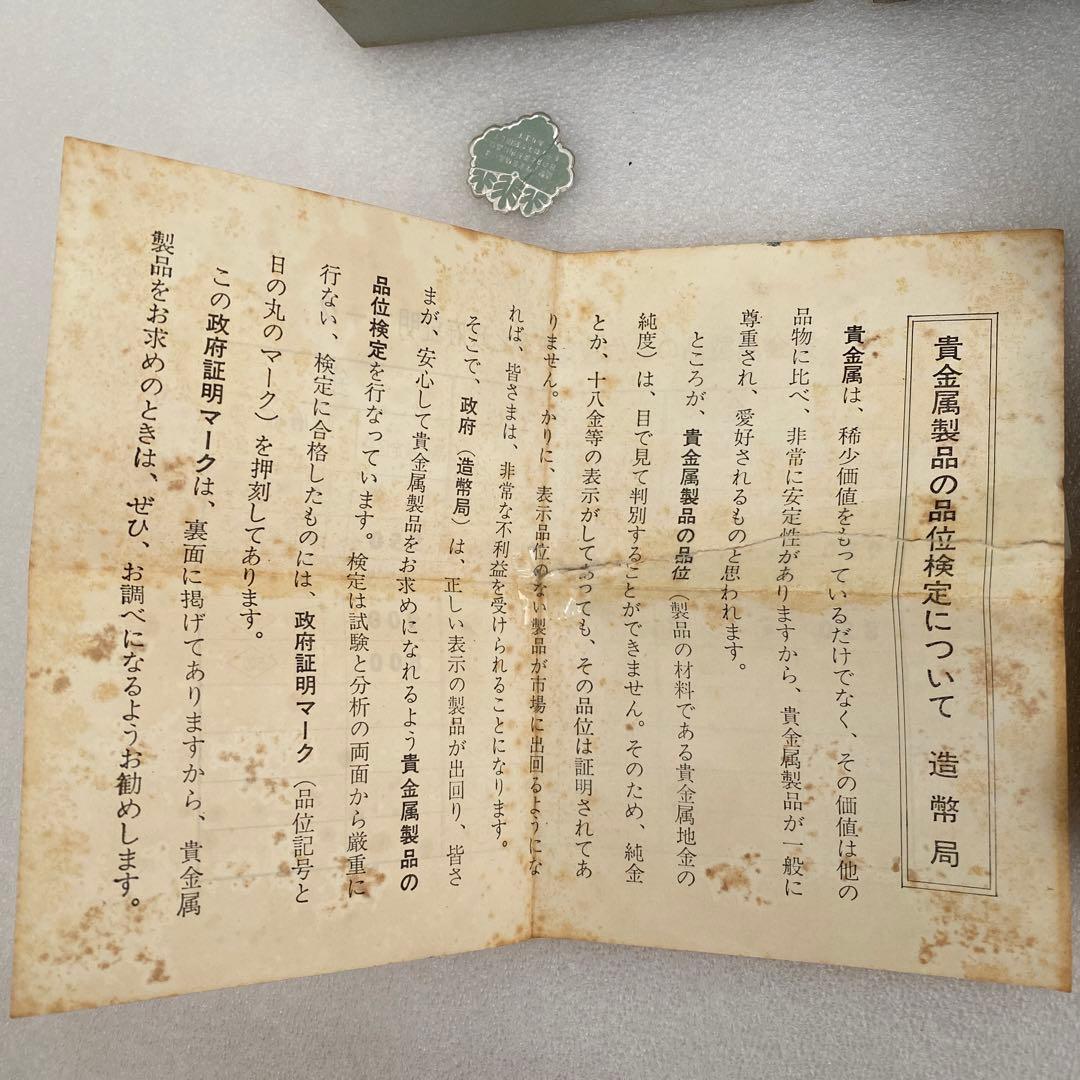 貴金属製品の品位検定について 造幣局
貴金属は、稀少価値をもっているだけでなく、その価値は他の
品物に比べ、非常に安定性がありますから、貴金属製品が一般に
尊重され、愛好されるものと思われます。
ところが、貴金属製品の品位(製品の材料である貴金属地金の
純度)は、目で見て判別することができません。そのため、純金
とか、十八金等の表示がしてあっても、その品位は証明されてあ
りません。かりに、表示品位のない製品が市場に出回るようにな
れば、皆さまは、非常な不利益を受けられることになります。
そこで、政府(造幣局)は、正しい表示の製品が出回り、皆さ
まが、安心して貴金属製品をお求めになれるよう貴金属製品の
品位検定を行なっています。検定は試験と分析の両面から厳重に
行ない、検定に合格したものには、政府証明マーク(品位記号と
日の丸のマーク)を押刻してあります。
この政府証明マークは、裏面に掲げてありますから、貴金属
製品をお求めのときは、ぜひ、お調べになるようお勧めします。